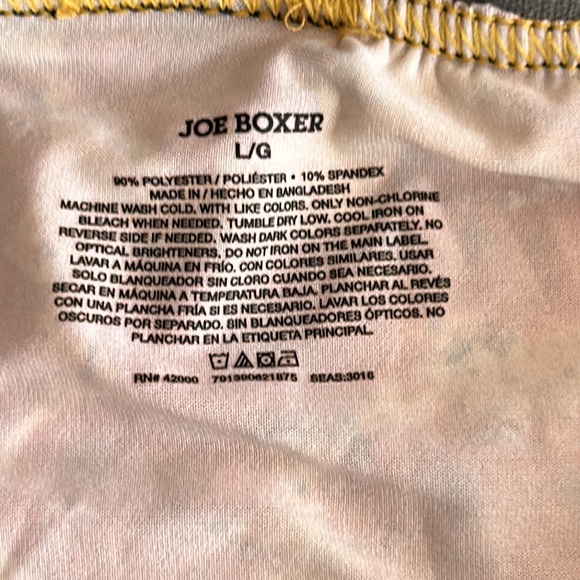 JOE BOXER
L/G
90% POLYESTER / POLIÉSTER • 10% SPANDEX
MADE IN / HECHO EN BANGLADESH
MACHINE WASH COLD, WITH LIKE COLORS. ONLY NON-CHLORINE
BLEACH WHEN NEEDED. TUMBLE DRY LOW. COOL IRON ON
REVERSE SIDE IF NEEDED. WASH DARK COLORS SEPARATELY. NO
OPTICAL BRIGHTENERS. DO NOT IRON ON THE MAIN LABEL.
LAVAR A MÁQUINA EN FRÍO. CON COLORES SIMILARES. USAR
SOLO BLANQUEADOR SIN CLORO CUANDO SEA NECESARIO.
SECAR EN MÁQUINA A TEMPERATURA BAJA. PLANCHAR AL REVÉS
CON UNA PLANCHA FRÍA SI ES NECESARIO. LAVAR LOS COLORES
OSCUROS POR SEPARADO. SIN BLANQUEADORES ÓPTICOS. NO
PLANCHAR EN LA ETIQUETA PRINCIPAL.
RN# 42000 791390621875 SEAS:3016